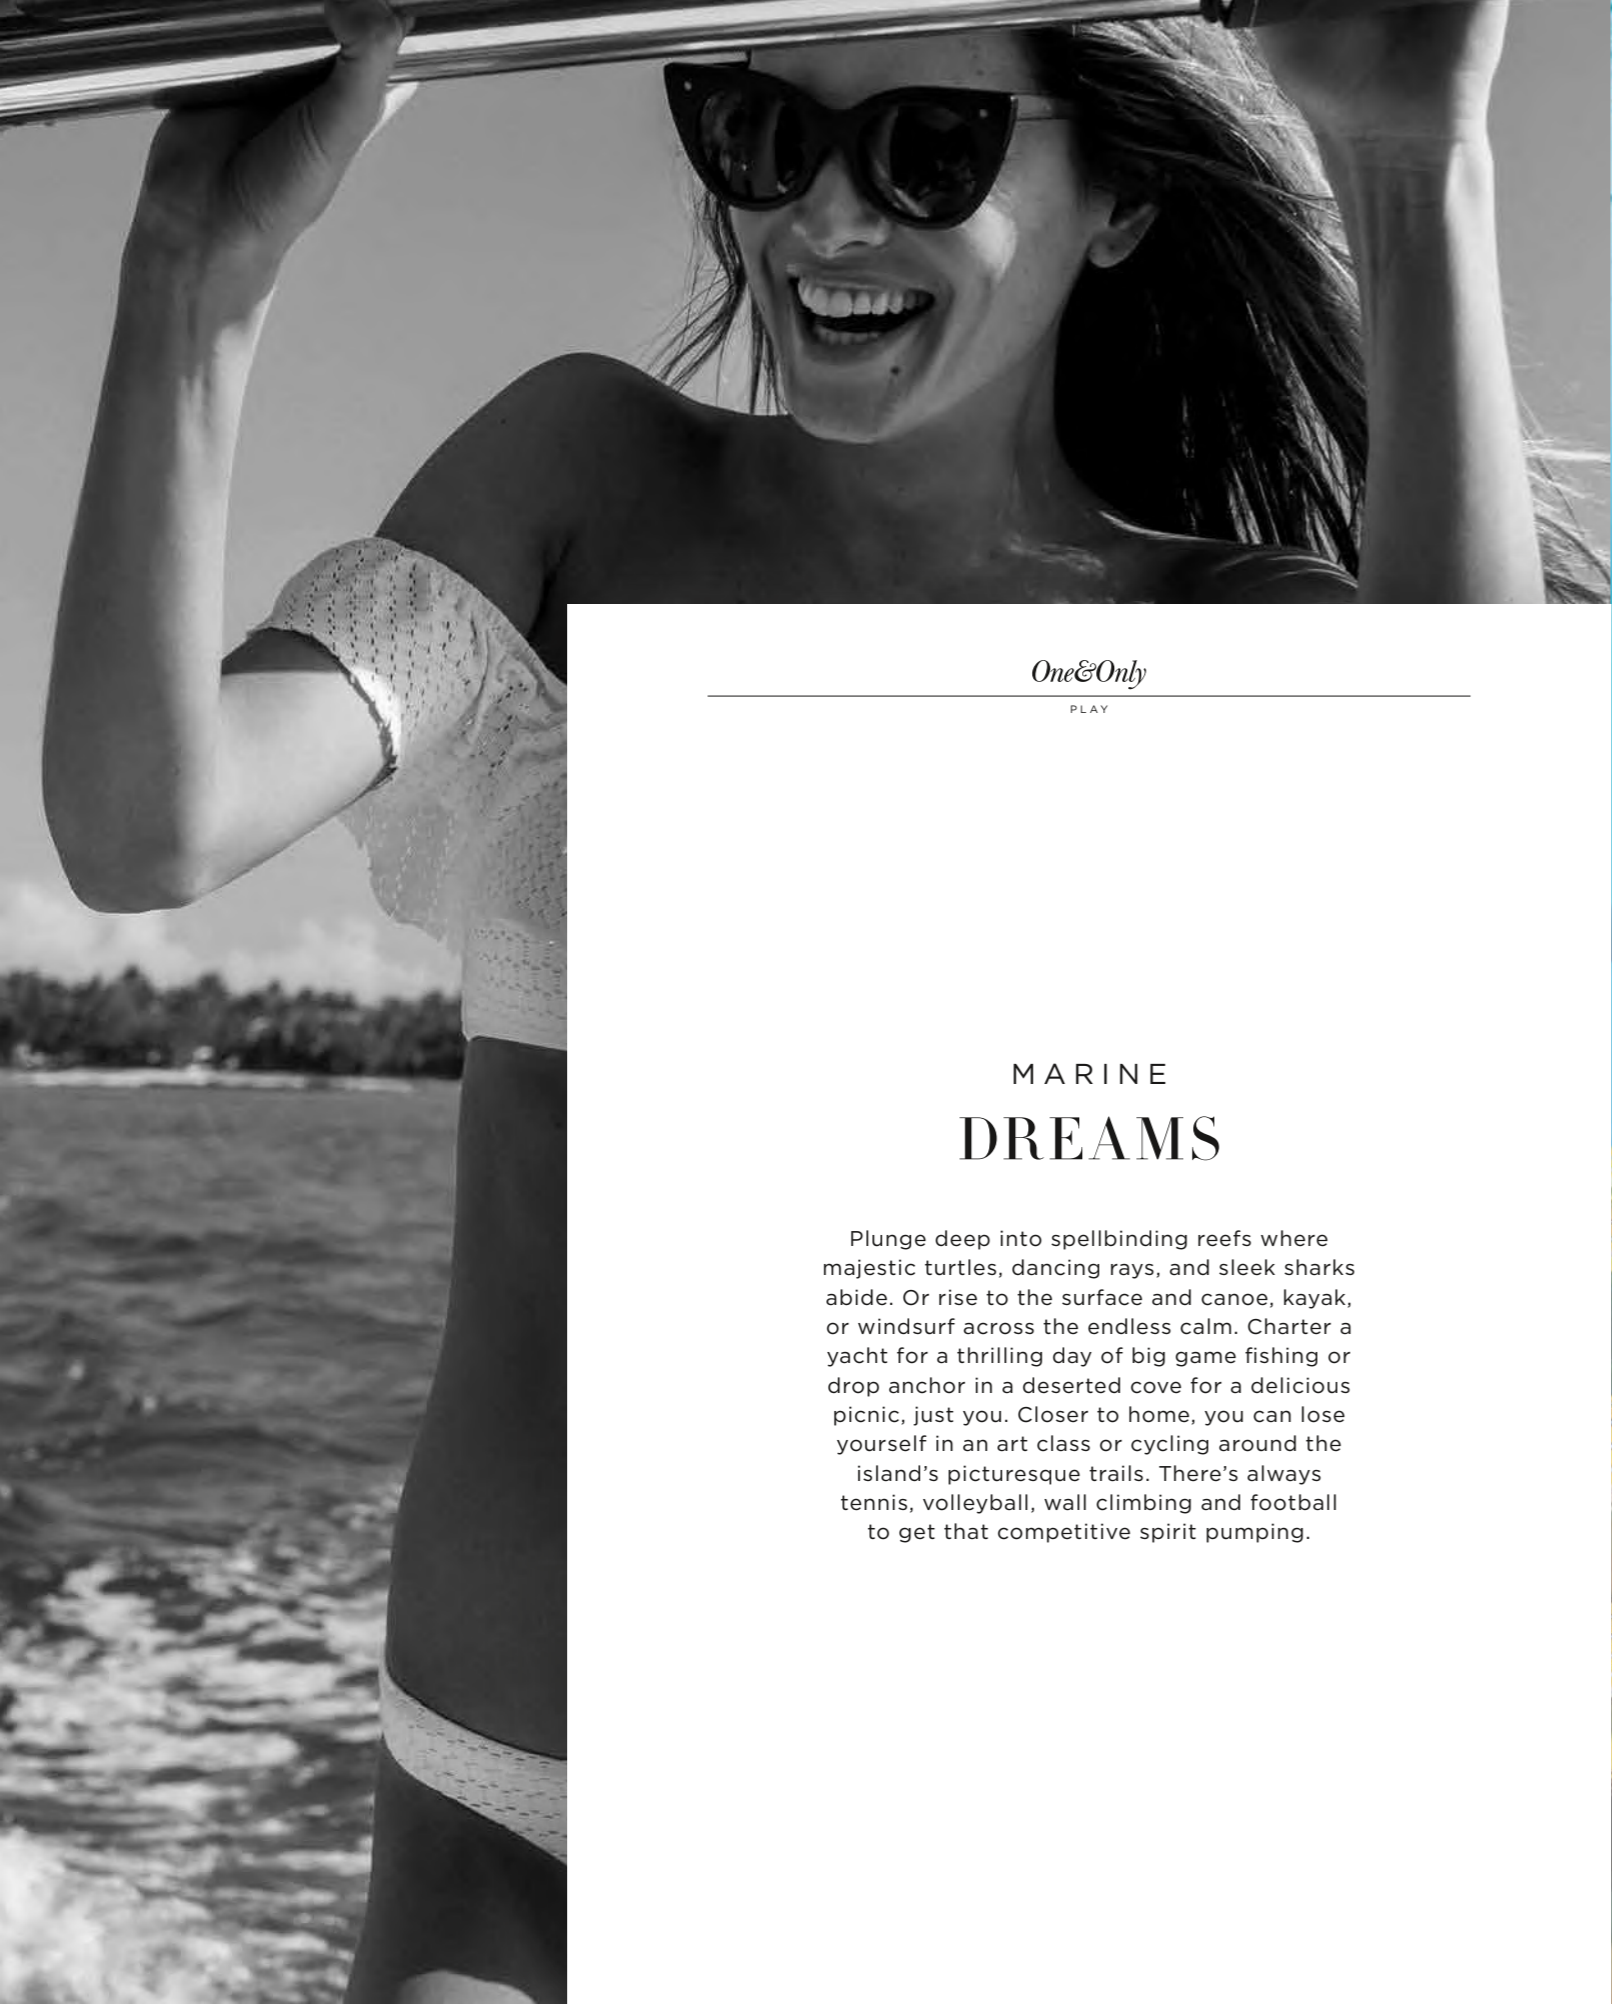 One&Only
PLAY
MARINE
DREAMS
Plunge deep into spellbinding reefs where
majestic turtles, dancing rays, and sleek sharks
abide. Or rise to the surface and canoe, kayak,
or windsurf across the endless calm. Charter a
yacht for a thrilling day of big game fishing or
drop anchor in a deserted cove for a delicious
picnic, just you. Closer to home, you can lose
yourself in an art class or cycling around the
island’s picturesque trails. There’s always
tennis, volleyball, wall climbing and football
to get that competitive spirit pumping.